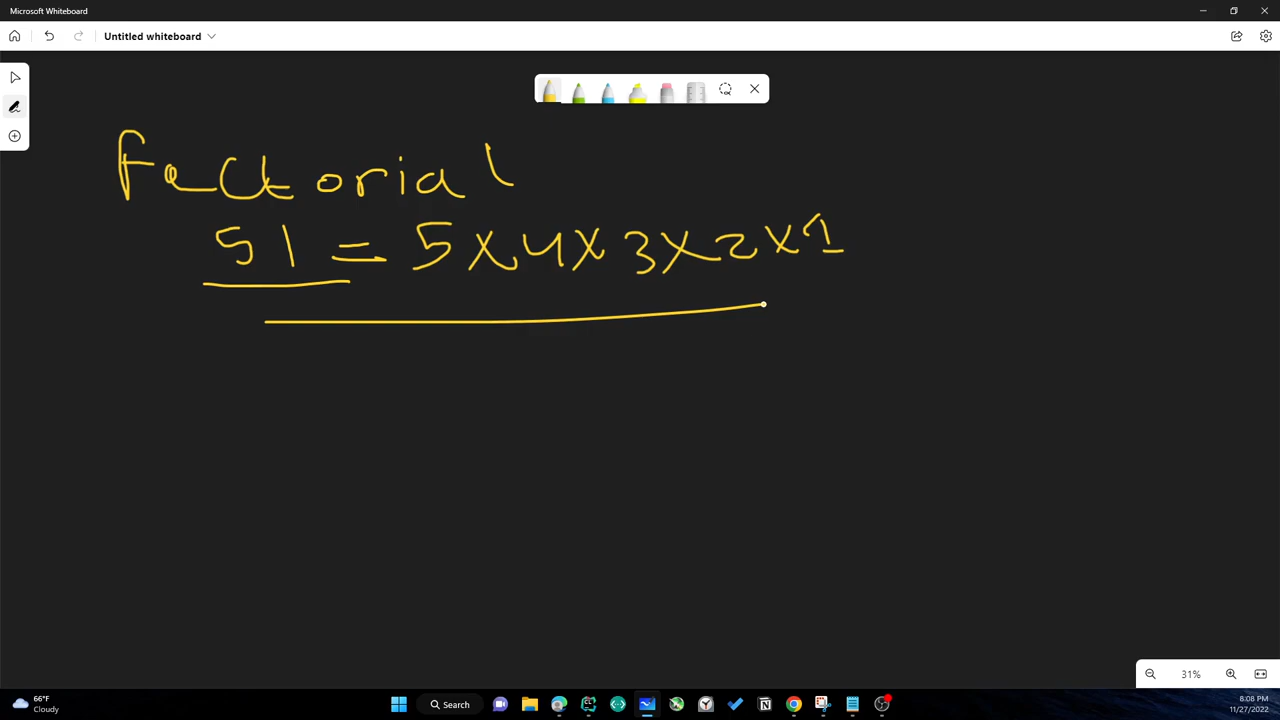 Microsoft Whiteboard
Untitled whiteboard
Factorial
5! = 5x4x3x2x1
31%
66°F
Cloudy
Search
8:08 PM
11/27/2022